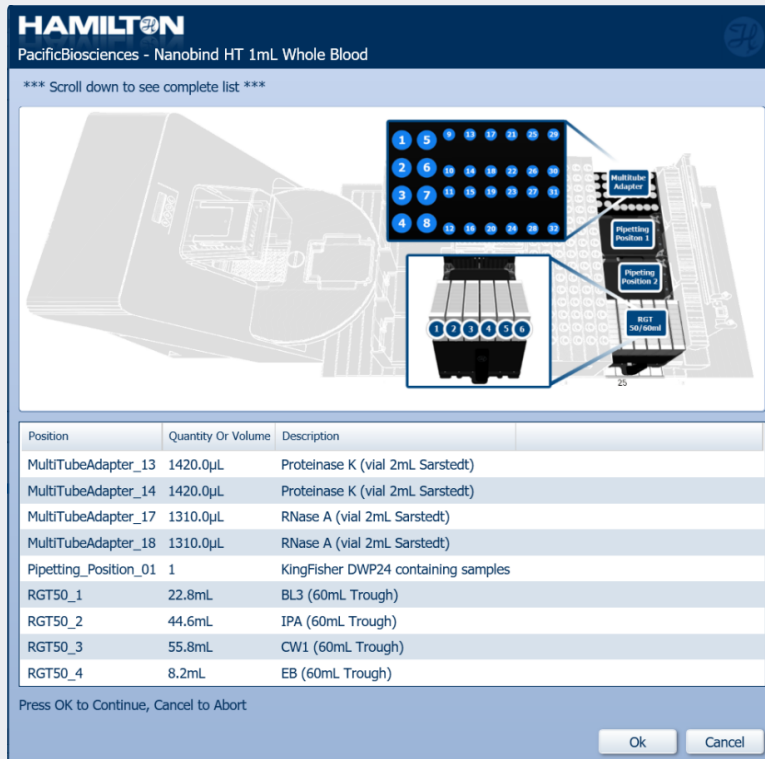 HAMILTON
PacificBiosciences - Nanobind HT 1mL Whole Blood
*** Scroll down to see complete list ***
1 5 9 13 17 21 25 29
2 6 10 14 18 22 26 30
3 7 11 15 19 23 27 31
4 8 12 16 20 24 28 32
Multitube
Adapter
Pipetting
Positon 1
Pipeting
Position 2
1 2 3 4 5 6
RGT
50/60ml
25
Position Quantity Or Volume Description
MultiTubeAdapter_13 1420.0µL Proteinase K (vial 2mL Sarstedt)
MultiTubeAdapter_14 1420.0µL Proteinase K (vial 2mL Sarstedt)
MultiTubeAdapter_17 1310.0µL RNase A (vial 2mL Sarstedt)
MultiTubeAdapter_18 1310.0µL RNase A (vial 2mL Sarstedt)
Pipetting_Position_01 1 KingFisher DWP24 containing samples
RGT50_1 22.8mL BL3 (60mL Trough)
RGT50_2 44.6mL IPA (60mL Trough)
RGT50_3 55.8mL CW1 (60mL Trough)
RGT50_4 8.2mL EB (60mL Trough)
Press OK to Continue, Cancel to Abort
Ok Cancel